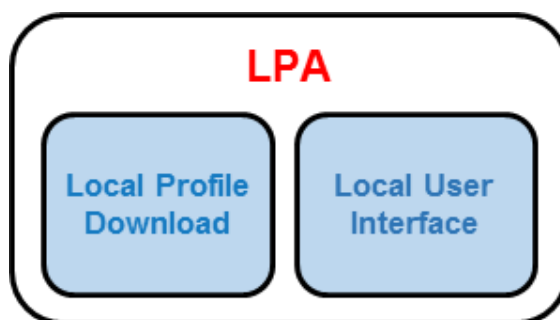 LPA
Local Profile
Download
Local User
Interface